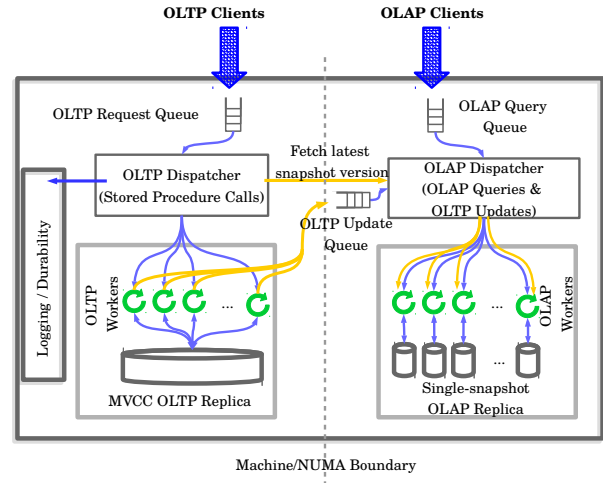 OLTP Clients
OLAP Clients
OLTP Request Queue
OLAP Query
Queue
OLTP Dispatcher
(Stored Procedure Calls)
Fetch latest
snapshot version
OLAP Dispatcher
(OLAP Queries &
OLTP Updates)
OLTP Update
Queue
Logging / Durability
OLTP
Workers
...
MVCC OLTP Replica
...
OLAP
Workers
...
Single-snapshot
OLAP Replica
Machine/NUMA Boundary